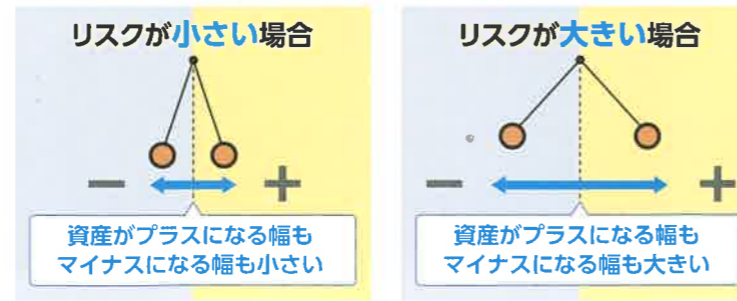 リスクが小さい場合
− +
資産がプラスになる幅も
マイナスになる幅も小さい
リスクが大きい場合
− +
資産がプラスになる幅も
マイナスになる幅も大きい